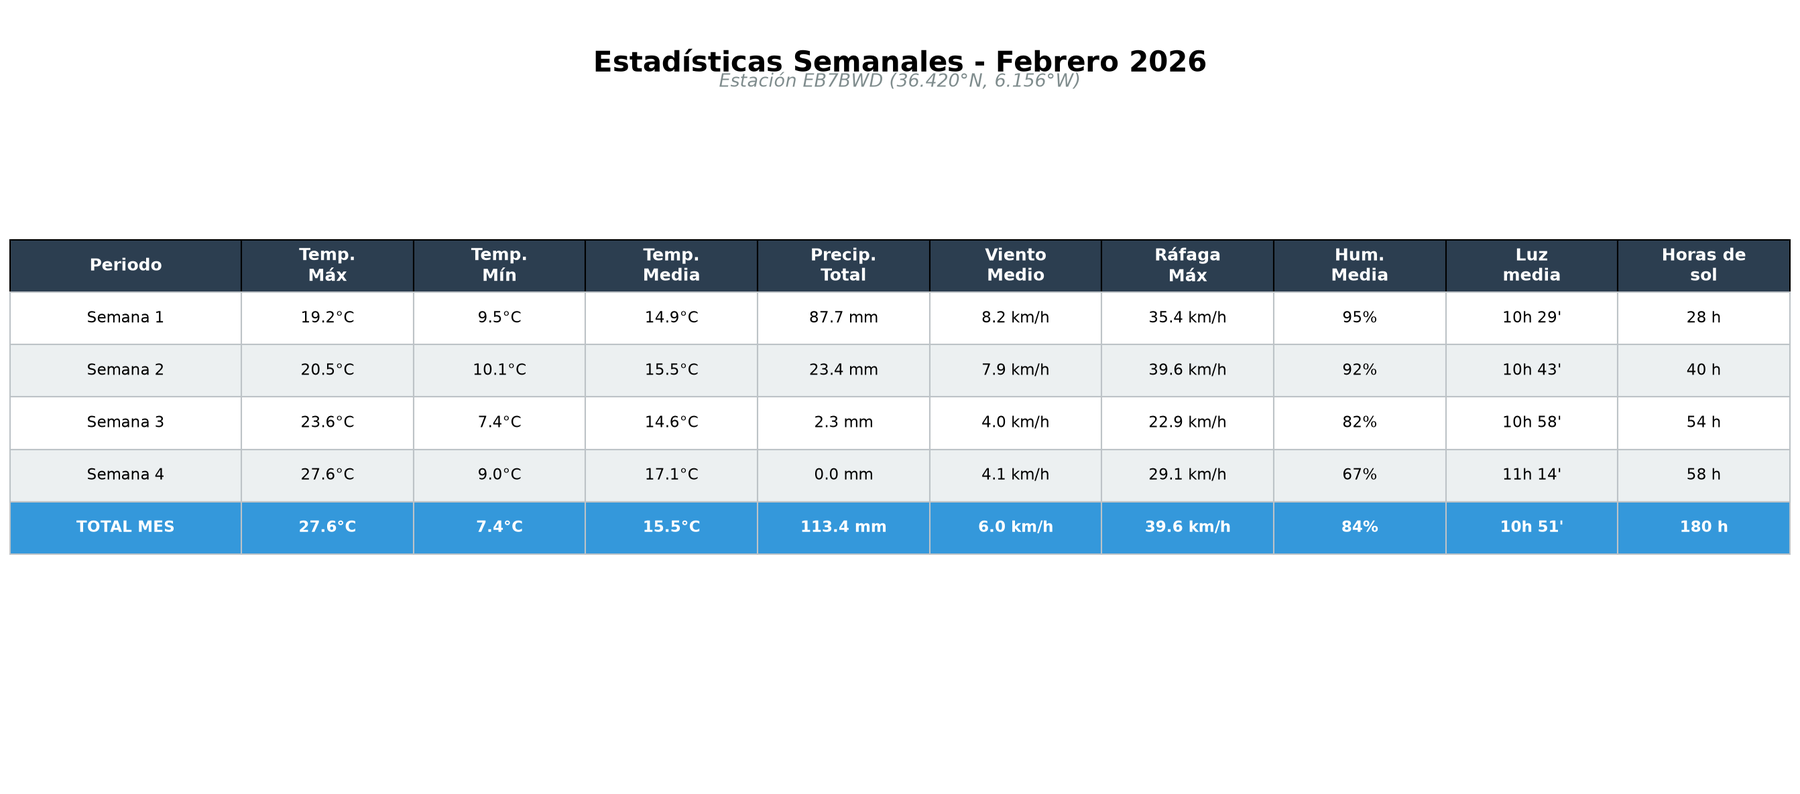 Estadísticas Semanales - Febrero 2026
Estación EB7BWD (36.420°N, 6.156°W)
Periodo Temp. Máx Temp. Mín Temp. Media Precip. Total Viento Medio Ráfaga Máx Hum. Media Luz media Horas de sol
Semana 1 19.2°C 9.5°C 14.9°C 87.7 mm 8.2 km/h 35.4 km/h 95% 10h 29' 28 h
Semana 2 20.5°C 10.1°C 15.5°C 23.4 mm 7.9 km/h 39.6 km/h 92% 10h 43' 40 h
Semana 3 23.6°C 7.4°C 14.6°C 2.3 mm 4.0 km/h 22.9 km/h 82% 10h 58' 54 h
Semana 4 27.6°C 9.0°C 17.1°C 0.0 mm 4.1 km/h 29.1 km/h 67% 11h 14' 58 h
TOTAL MES 27.6°C 7.4°C 15.5°C 113.4 mm 6.0 km/h 39.6 km/h 84% 10h 51' 180 h